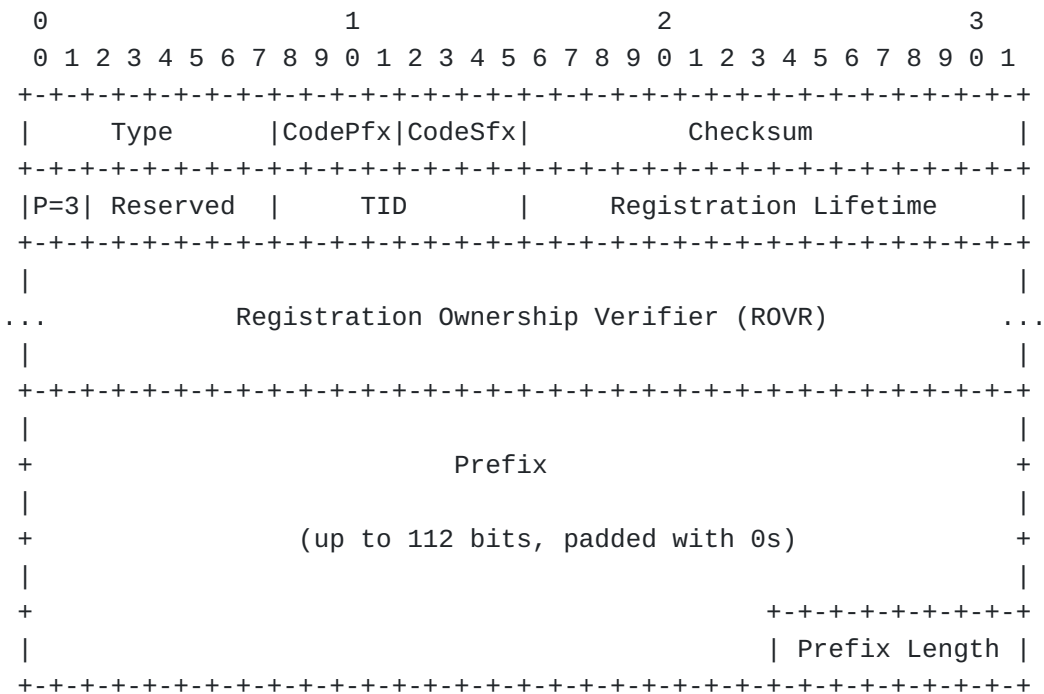 0                   1                   2                   3
0 1 2 3 4 5 6 7 8 9 0 1 2 3 4 5 6 7 8 9 0 1 2 3 4 5 6 7 8 9 0 1
+-+-+-+-+-+-+-+-+-+-+-+-+-+-+-+-+-+-+-+-+-+-+-+-+-+-+-+-+-+-+-+-+
|     Type      |CodePfx|CodeSfx|          Checksum             |
+-+-+-+-+-+-+-+-+-+-+-+-+-+-+-+-+-+-+-+-+-+-+-+-+-+-+-+-+-+-+-+-+
|P=3| Reserved  |     TID       |     Registration Lifetime     |
+-+-+-+-+-+-+-+-+-+-+-+-+-+-+-+-+-+-+-+-+-+-+-+-+-+-+-+-+-+-+-+-+
|                                                               |
...            Registration Ownership Verifier (ROVR)           ...
|                                                               |
+-+-+-+-+-+-+-+-+-+-+-+-+-+-+-+-+-+-+-+-+-+-+-+-+-+-+-+-+-+-+-+-+
|                                                               |
+                           Prefix                              +
|                                                               |
+                 (up to 112 bits, padded with 0s)              +
|                                                               |
+                                               +-+-+-+-+-+-+-+-+
|                                               | Prefix Length |
+-+-+-+-+-+-+-+-+-+-+-+-+-+-+-+-+-+-+-+-+-+-+-+-+-+-+-+-+-+-+-+-+